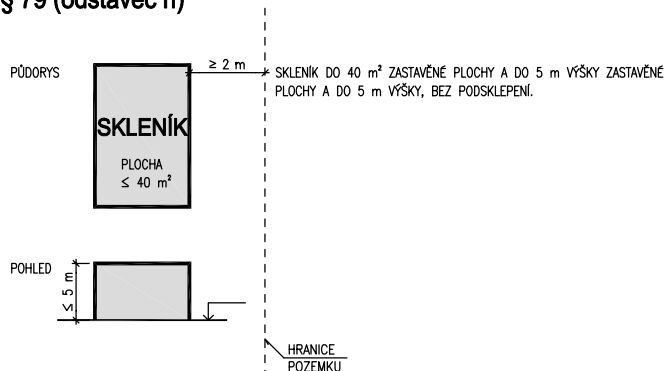 § 79 (odstavec n)
PŮDORYS
≥ 2 m
SKLENÍK DO 40 m² ZASTAVĚNÉ PLOCHY A DO 5 m VÝŠKY ZASTAVĚNÉ
PLOCHY A DO 5 m VÝŠKY, BEZ PODSKLEPENÍ.
SKLENÍK
PLOCHA
≤ 40 m²
POHLED
≤ 5 m
HRANICE
POZEMKU